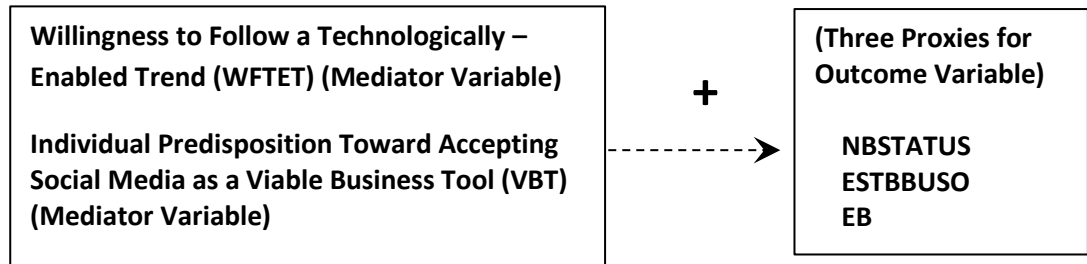 Willingness to Follow a Technologically –
Enabled Trend (WFTET) (Mediator Variable)
Individual Predisposition Toward Accepting
Social Media as a Viable Business Tool (VBT)
(Mediator Variable)
+
(Three Proxies for
Outcome Variable)
NBSTATUS
ESTBBUSO
EB